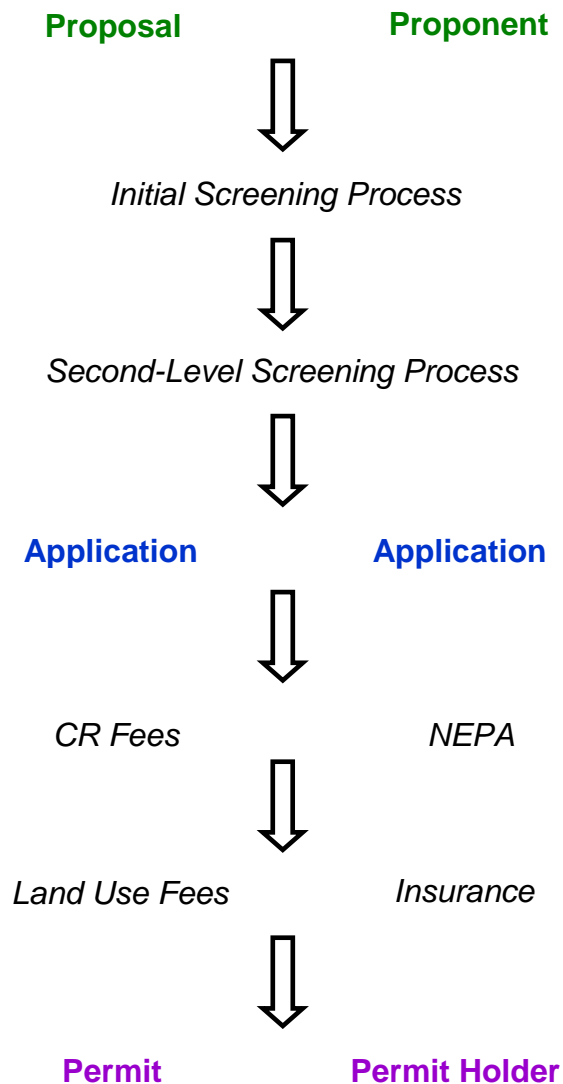 Proposal Proponent
Initial Screening Process
Second-Level Screening Process
Application Application
CR Fees NEPA
Land Use Fees Insurance
Permit Permit Holder